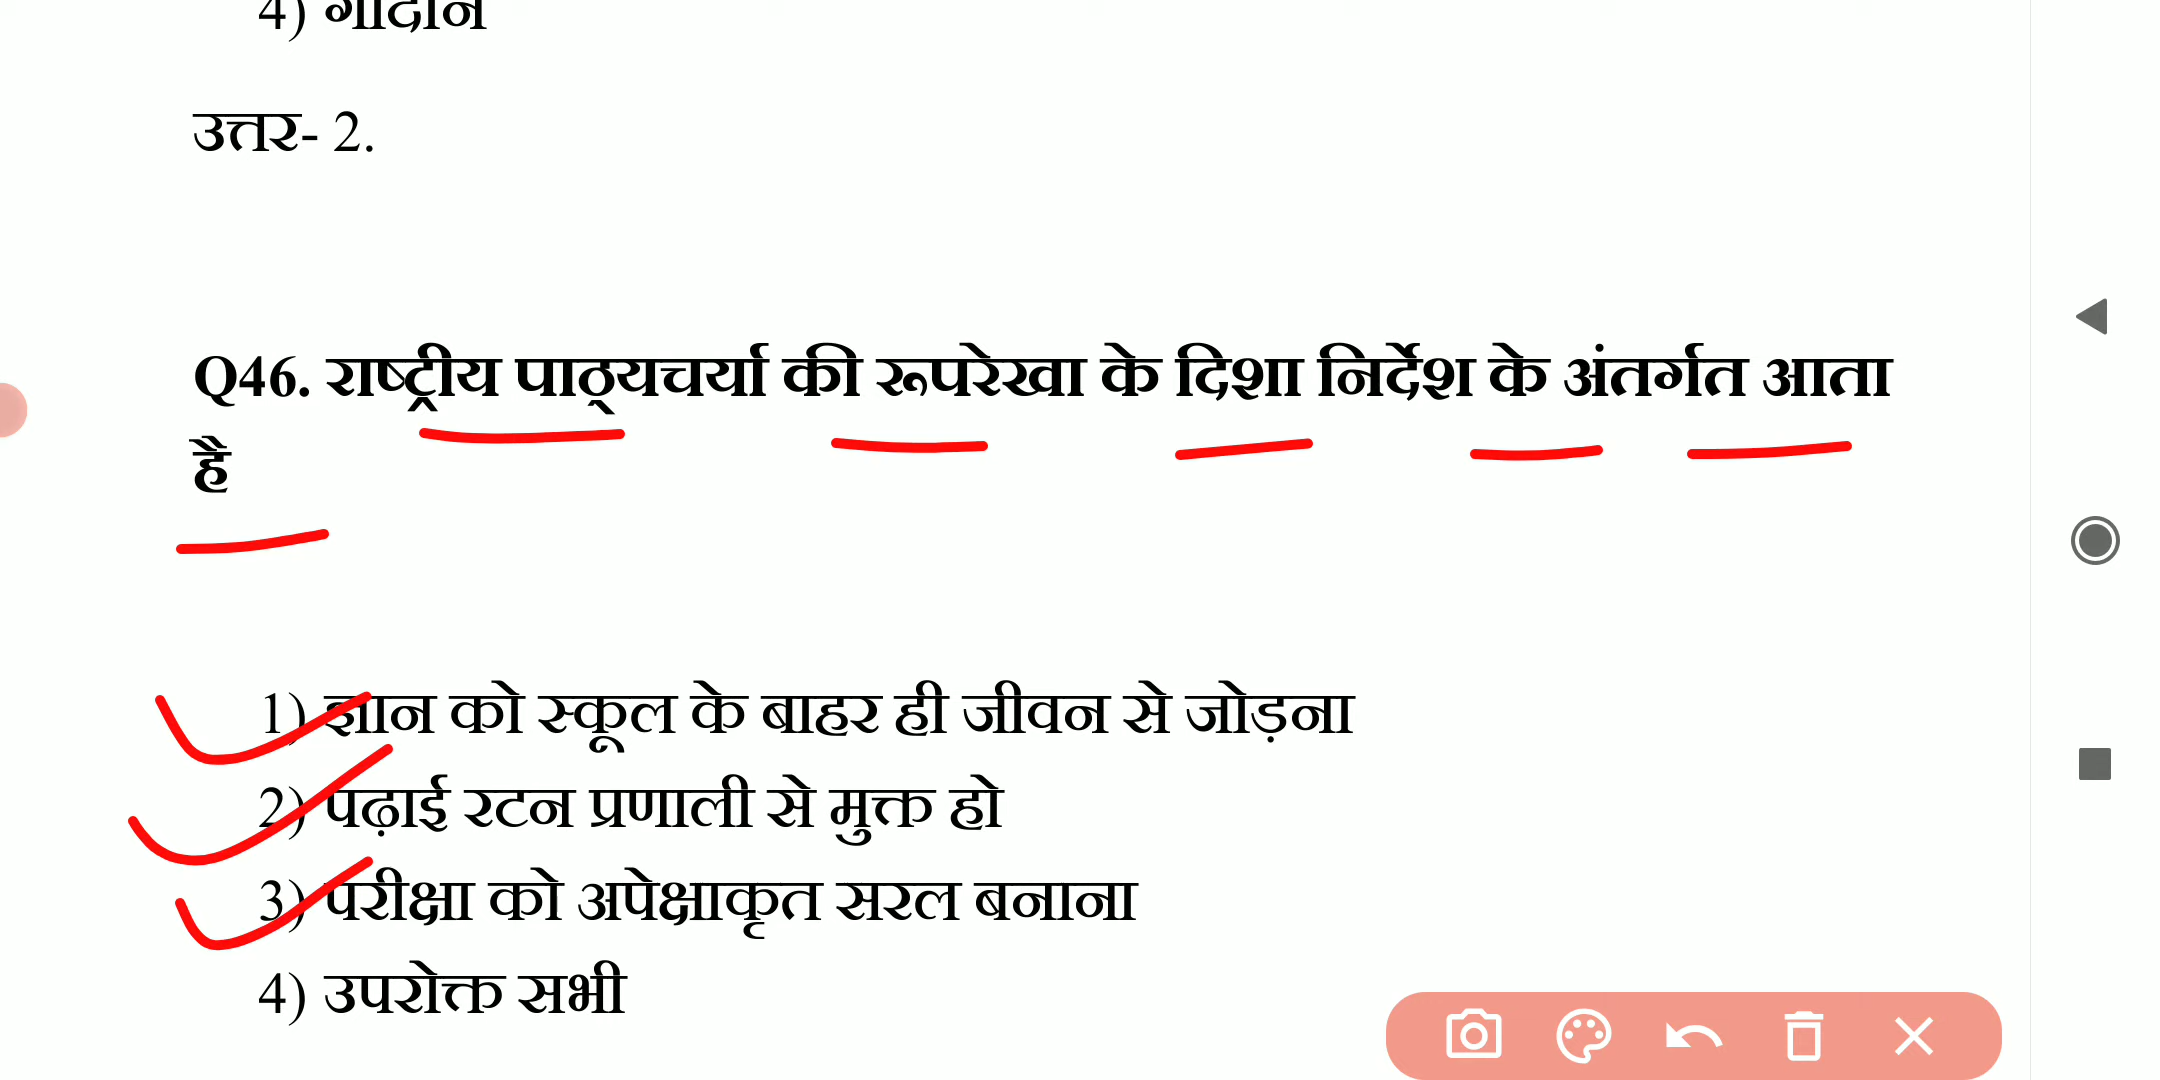 4) गोदान
उत्तर- 2.
Q46. राष्ट्रीय पाठ्यचर्या की रूपरेखा के दिशा निर्देश के अंतर्गत आता
है
1) ज्ञान को स्कूल के बाहर ही जीवन से जोड़ना
2) पढ़ाई रटन प्रणाली से मुक्त हो
3) परीक्षा को अपेक्षाकृत सरल बनाना
4) उपरोक्त सभी